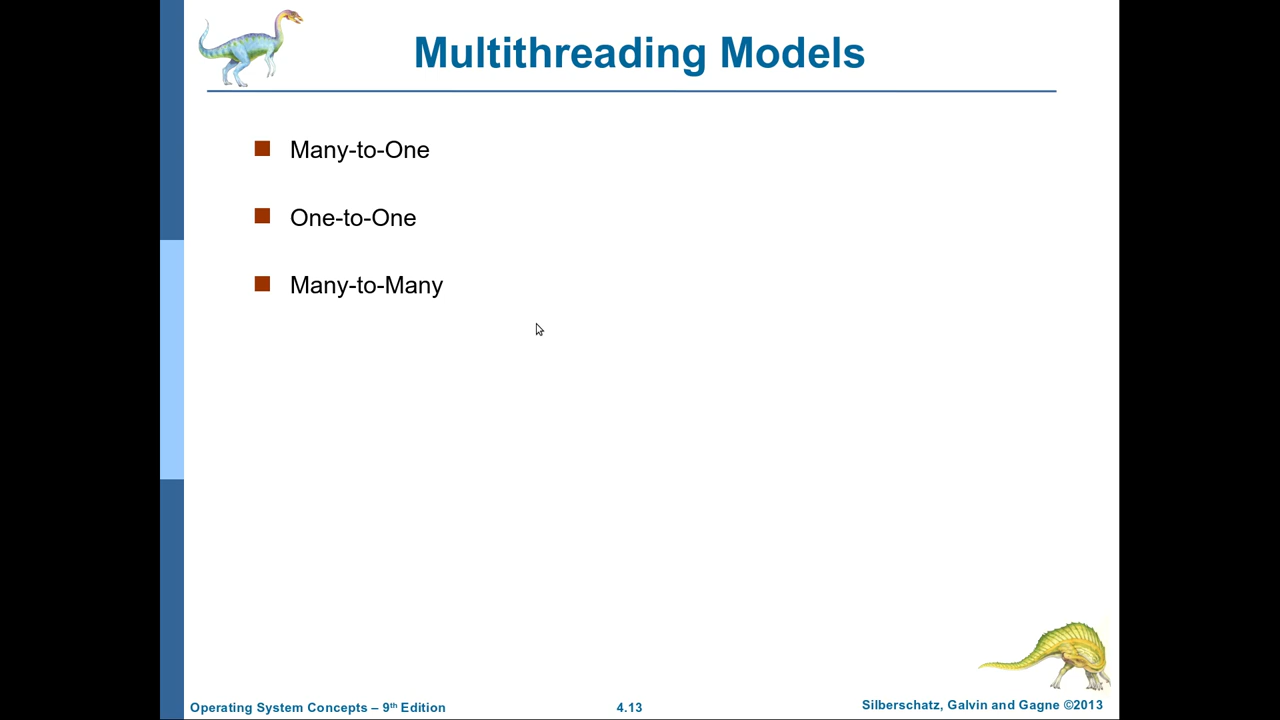 Multithreading Models
Many-to-One
One-to-One
Many-to-Many
Operating System Concepts – 9th Edition
4.13
Silberschatz, Galvin and Gagne ©2013